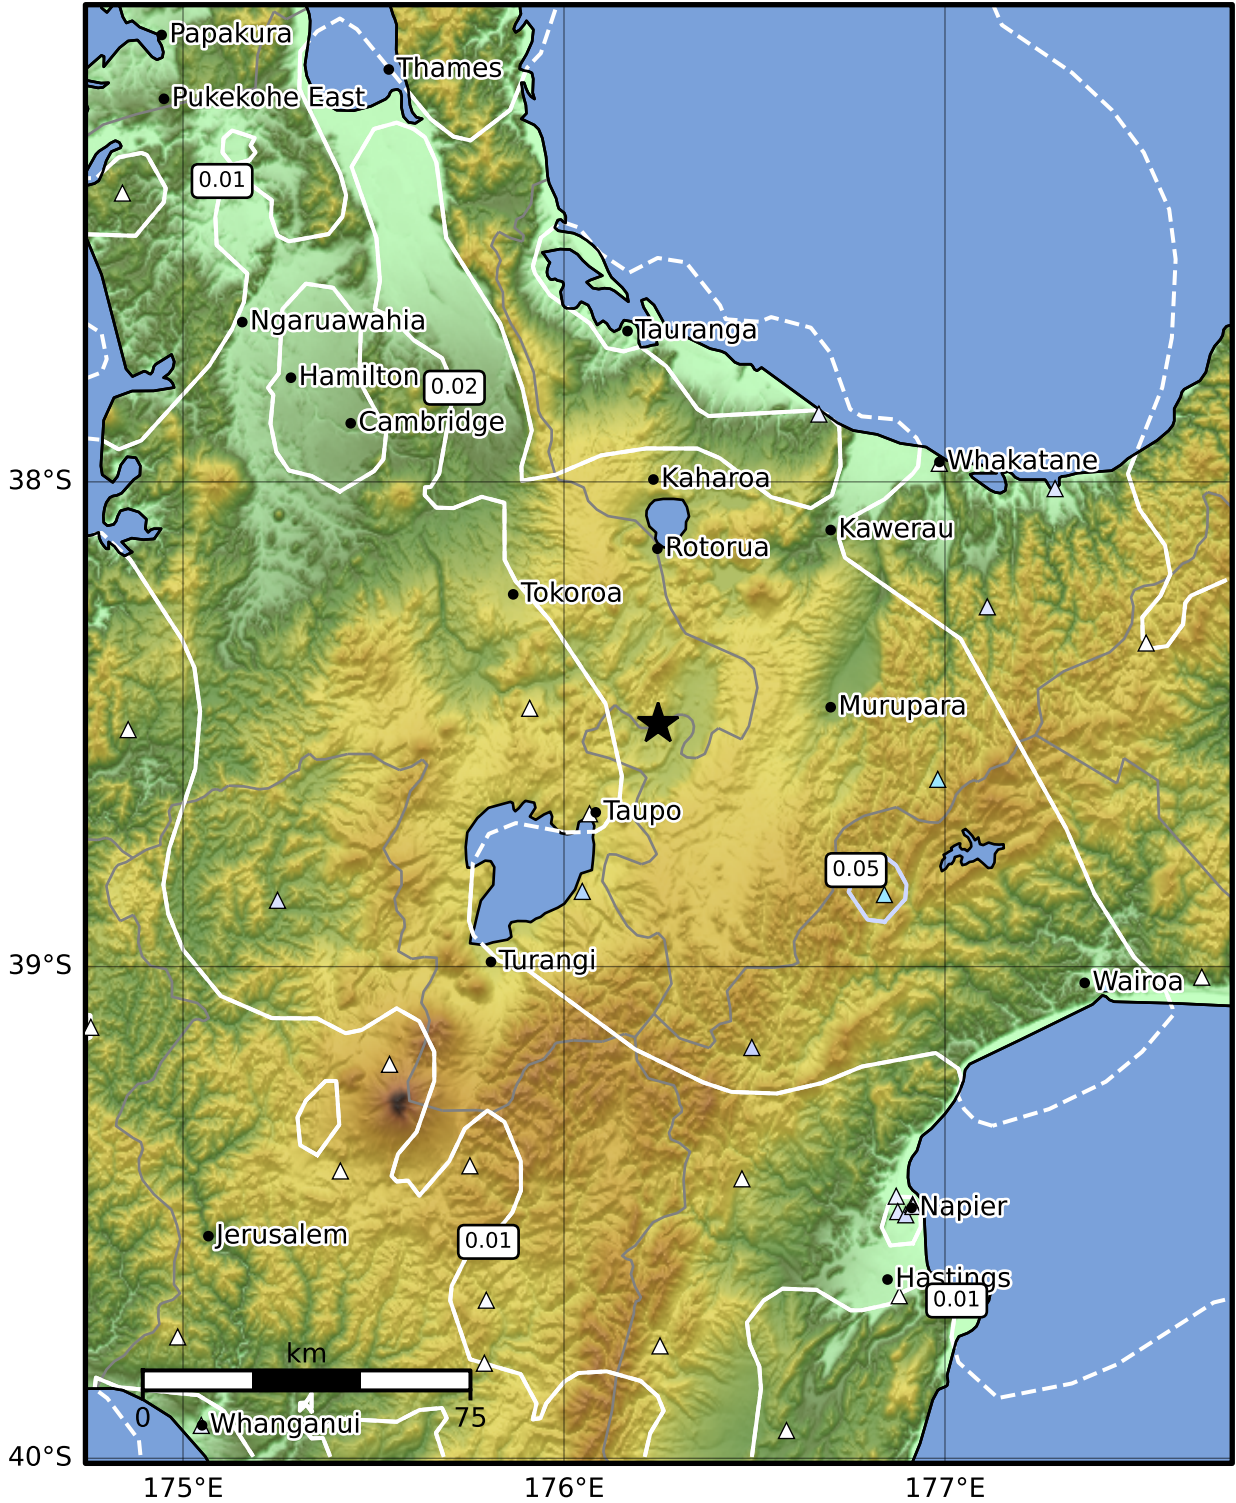 Papakura
Thames
Pukekohe East
0.01
Ngaruawahia
Tauranga
Hamilton
0.02
Cambridge
Whakatane
38°S
Kaharoa
Kawerau
Rotorua
Tokoroa
Murupara
Taupo
0.05
39°S
Turangi
Wairoa
Napier
Jerusalem
0.01
Hastings
0.01
km
0
75
Whanganui
40°S
175°E
176°E
177°E